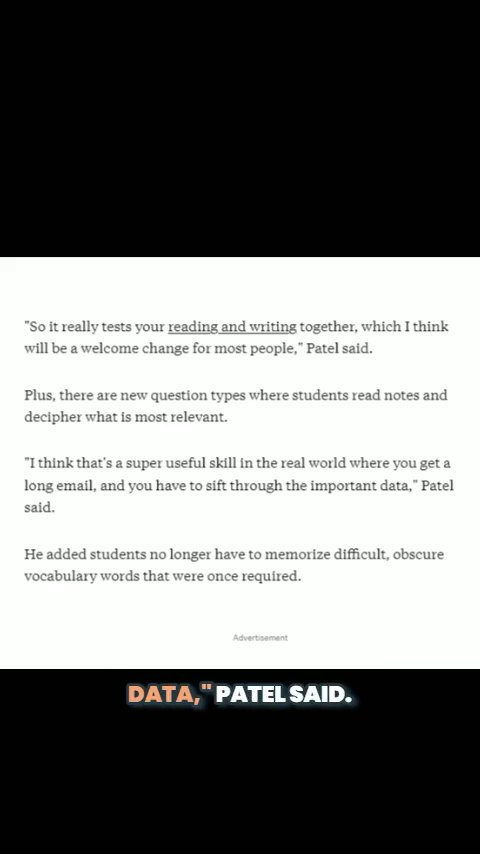 "So it really tests your reading and writing together, which I think
will be a welcome change for most people," Patel said.
Plus, there are new question types where students read notes and
decipher what is most relevant.
"I think that's a super useful skill in the real world where you get a
long email, and you have to sift through the important data," Patel
said.
He added students no longer have to memorize difficult, obscure
vocabulary words that were once required.
Advertisement
DATA," PATEL SAID.